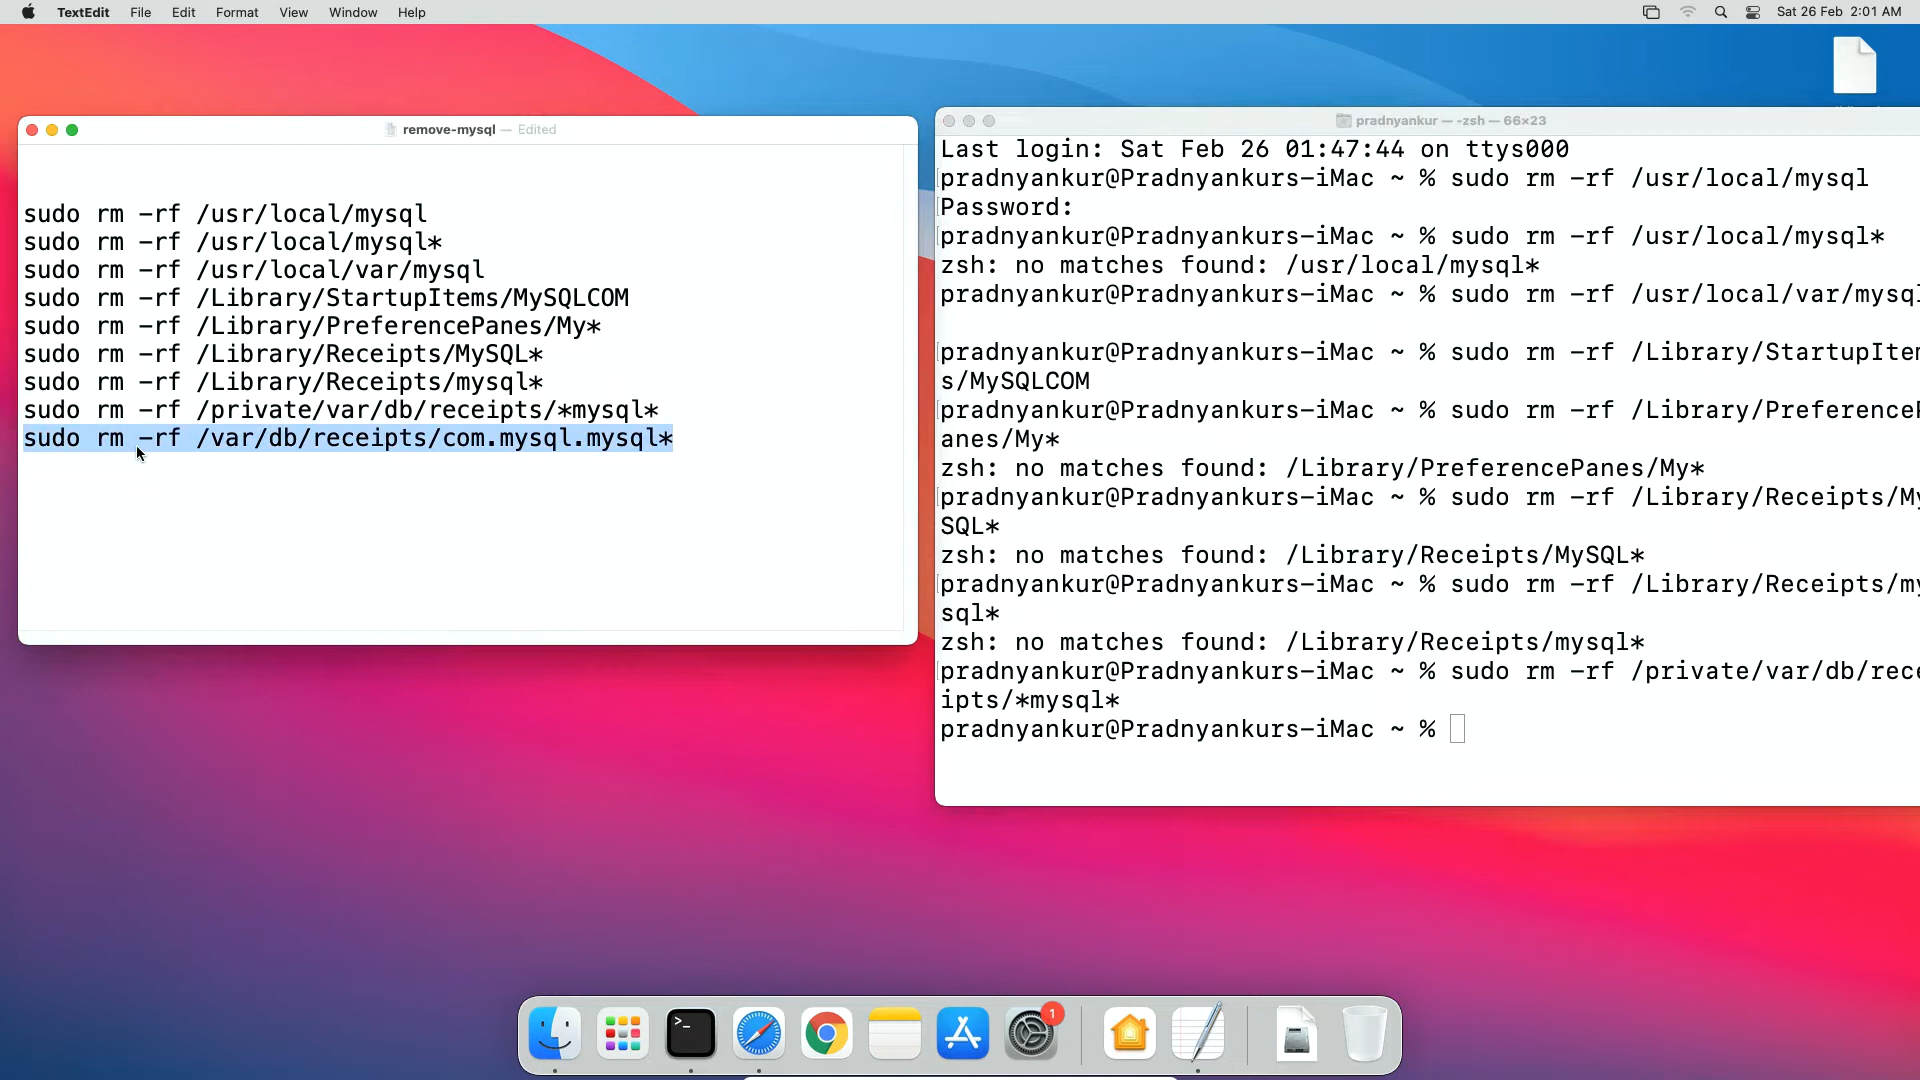 TextEdit File Edit Format View Window Help Sat 26 Feb 2:01 AM
remove-mysql — Edited
sudo rm -rf /usr/local/mysql
sudo rm -rf /usr/local/mysql*
sudo rm -rf /usr/local/var/mysql
sudo rm -rf /Library/StartupItems/MySQLCOM
sudo rm -rf /Library/PreferencePanes/My*
sudo rm -rf /Library/Receipts/MySQL*
sudo rm -rf /Library/Receipts/mysql*
sudo rm -rf /private/var/db/receipts/*mysql*
sudo rm -rf /var/db/receipts/com.mysql.mysql*
pradnyankur — -zsh — 66×23
Last login: Sat Feb 26 01:47:44 on ttys000
pradnyankur@Pradnyankurs-iMac ~ % sudo rm -rf /usr/local/mysql
Password:
pradnyankur@Pradnyankurs-iMac ~ % sudo rm -rf /usr/local/mysql*
zsh: no matches found: /usr/local/mysql*
pradnyankur@Pradnyankurs-iMac ~ % sudo rm -rf /usr/local/var/mysql
pradnyankur@Pradnyankurs-iMac ~ % sudo rm -rf /Library/StartupItem
s/MySQLCOM
pradnyankur@Pradnyankurs-iMac ~ % sudo rm -rf /Library/PreferenceP
anes/My*
zsh: no matches found: /Library/PreferencePanes/My*
pradnyankur@Pradnyankurs-iMac ~ % sudo rm -rf /Library/Receipts/My
SQL*
zsh: no matches found: /Library/Receipts/MySQL*
pradnyankur@Pradnyankurs-iMac ~ % sudo rm -rf /Library/Receipts/my
sql*
zsh: no matches found: /Library/Receipts/mysql*
pradnyankur@Pradnyankurs-iMac ~ % sudo rm -rf /private/var/db/rece
ipts/*mysql*
pradnyankur@Pradnyankurs-iMac ~ %
>_
1